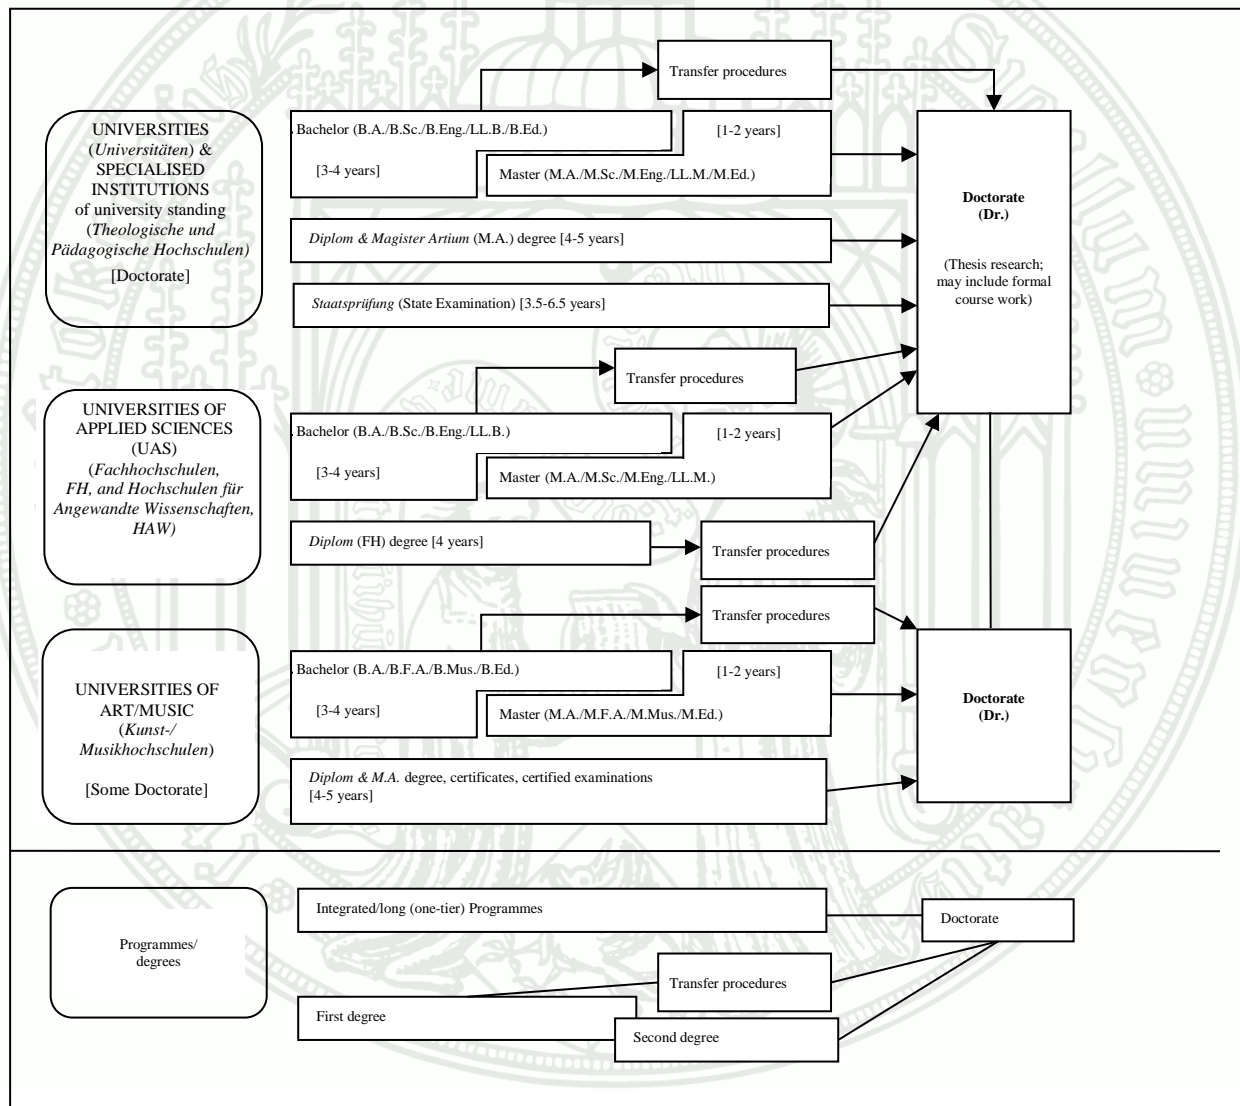 Transfer procedures
UNIVERSITIES
(Universitäten) &
SPECIALISED
INSTITUTIONS
of university standing
(Theologische und
Pädagogische Hochschulen)
[Doctorate]
Bachelor (B.A./B.Sc./B.Eng./LL.B./B.Ed.)
[3-4 years]
[1-2 years]
Master (M.A./M.Sc./M.Eng./LL.M./M.Ed.)
Diplom & Magister Artium (M.A.) degree [4-5 years]
Staatsprüfung (State Examination) [3.5-6.5 years]
Doctorate
(Dr.)
(Thesis research;
may include formal
course work)
Transfer procedures
UNIVERSITIES OF
APPLIED SCIENCES
(UAS)
(Fachhochschulen,
FH, and Hochschulen für
Angewandte Wissenschaften,
HAW)
Bachelor (B.A./B.Sc./B.Eng./LL.B.)
[3-4 years]
[1-2 years]
Master (M.A./M.Sc./M.Eng./LL.M.)
Diplom (FH) degree [4 years]
Transfer procedures
Transfer procedures
UNIVERSITIES OF
ART/MUSIC
(Kunst-/
Musikhochschulen)
[Some Doctorate]
Bachelor (B.A./B.F.A./B.Mus./B.Ed.)
[3-4 years]
[1-2 years]
Master (M.A./M.F.A./M.Mus./M.Ed.)
Diplom & M.A. degree, certificates, certified examinations
[4-5 years]
Doctorate
(Dr.)
Programmes/
degrees
Integrated/long (one-tier) Programmes
Doctorate
Transfer procedures
First degree
Second degree